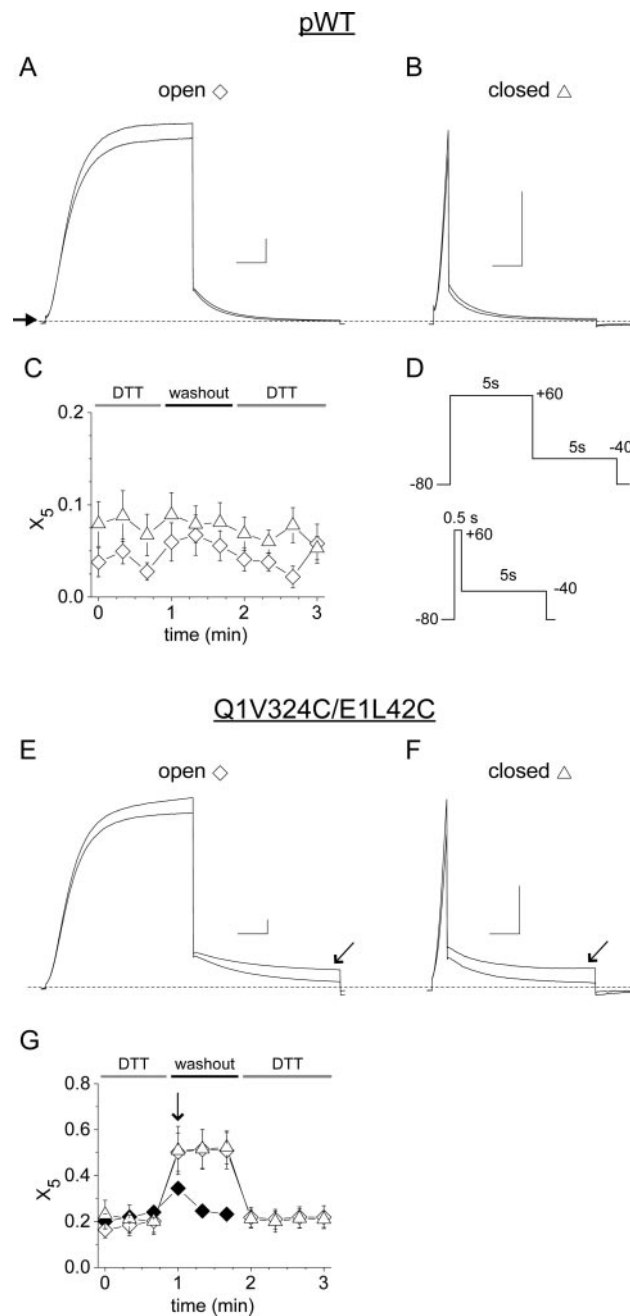 pWT
A
B
open ◇
closed △
C
D
DTT washout DTT
0.2
0.1
0.0
X5
0 1 2 3
time (min)
5s
+60
5s
-40
-80
0.5 s
+60
5s
-40
-80
Q1V324C/E1L42C
E
F
open ◇
closed △
G
DTT washout DTT
0.8
0.6
0.4
0.2
0.0
X5
0 1 2 3
time (min)